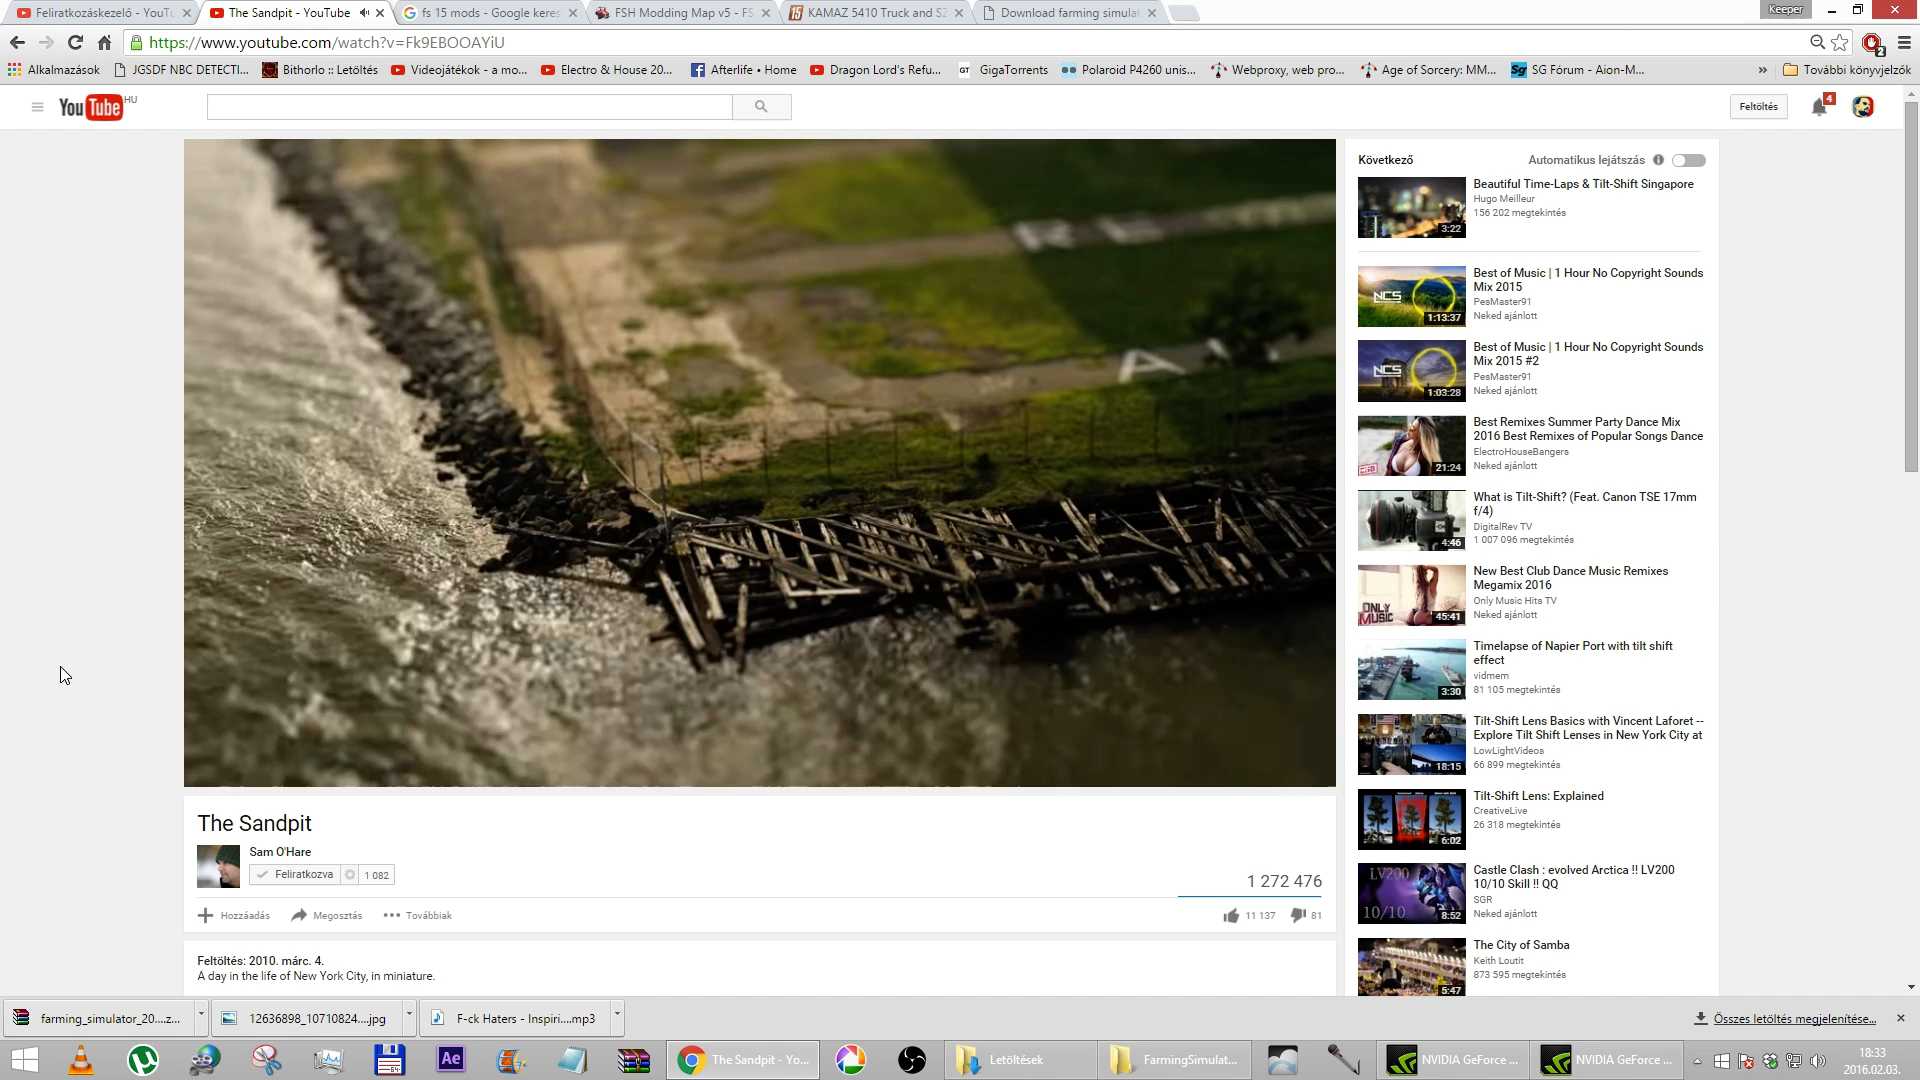 Feliratkozáskezelő - YouTu
The Sandpit - YouTube
fs 15 mods - Google keres
FSH Modding Map v5 - FS
KAMAZ 5410 Truck and SZ
Download farming simulat
Keeper
https://www.youtube.com/watch?v=Fk9EBOOAYiU
2
Alkalmazások
JGSDF NBC DETECTI...
Bithorlo :: Letöltés
Videojátékok - a mo...
Electro & House 20...
Afterlife • Home
Dragon Lord's Refu...
GT GigaTorrents
Polaroid P4260 unis...
Webproxy, web pro...
Age of Sorcery: MM...
Sg SG Fórum - Aion-M...
»
További könyvjelzők
YouTube HU
Feltöltés
4
The Sandpit
Sam O'Hare
Feliratkozva 1 082
1 272 476
Hozzáadás
Megosztás
Továbbiak
11 137
81
Feltöltés: 2010. márc. 4.
A day in the life of New York City, in miniature.
Következő
Automatikus lejátszás
Beautiful Time-Laps & Tilt-Shift Singapore
Hugo Meilleur
156 202 megtekintés
3:22
Best of Music | 1 Hour No Copyright Sounds
Mix 2015
PesMaster91
Neked ajánlott
NCS
1:13:37
Best of Music | 1 Hour No Copyright Sounds
Mix 2015 #2
PesMaster91
Neked ajánlott
NCS
1:03:28
Best Remixes Summer Party Dance Mix
2016 Best Remixes of Popular Songs Dance
ElectroHouseBangers
Neked ajánlott
EHB
21:24
What is Tilt-Shift? (Feat. Canon TSE 17mm
f/4)
DigitalRev TV
1 007 096 megtekintés
4:46
New Best Club Dance Music Remixes
Megamix 2016
Only Music Hits TV
Neked ajánlott
ONLY
MUSIC
45:41
Timelapse of Napier Port with tilt shift
effect
vidmem
81 105 megtekintés
3:30
Tilt-Shift Lens Basics with Vincent Laforet --
Explore Tilt Shift Lenses in New York City at
LowLightVideos
66 899 megtekintés
18:15
Tilt-Shift Lens: Explained
CreativeLive
26 318 megtekintés
6:02
Castle Clash : evolved Arctica !! LV200
10/10 Skill !! QQ
SGR
Neked ajánlott
LV200
10/10
8:52
The City of Samba
Keith Loutit
873 595 megtekintés
5:47
farming_simulator_20....z...
12636898_10710824....jpg
F-ck Haters - Inspiri....mp3
Összes letöltés megjelenítése...
Ae
The Sandpit - Yo...
Letöltések
FarmingSimulat...
NVIDIA GeForce ...
NVIDIA GeForce ...
18:33
2016.02.03.